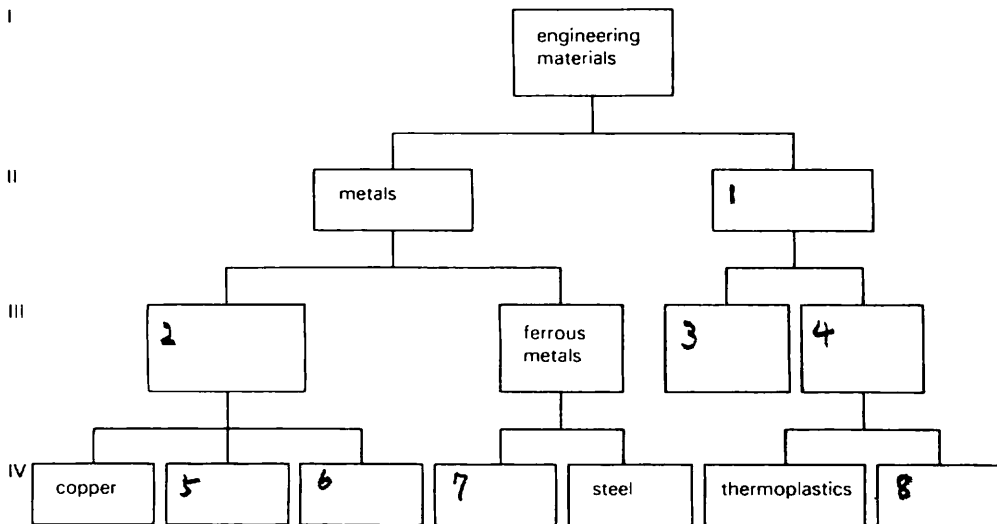 I
engineering
materials
II
metals
1
III
2
ferrous
metals
3
4
IV
copper
5
6
7
steel
thermoplastics
8